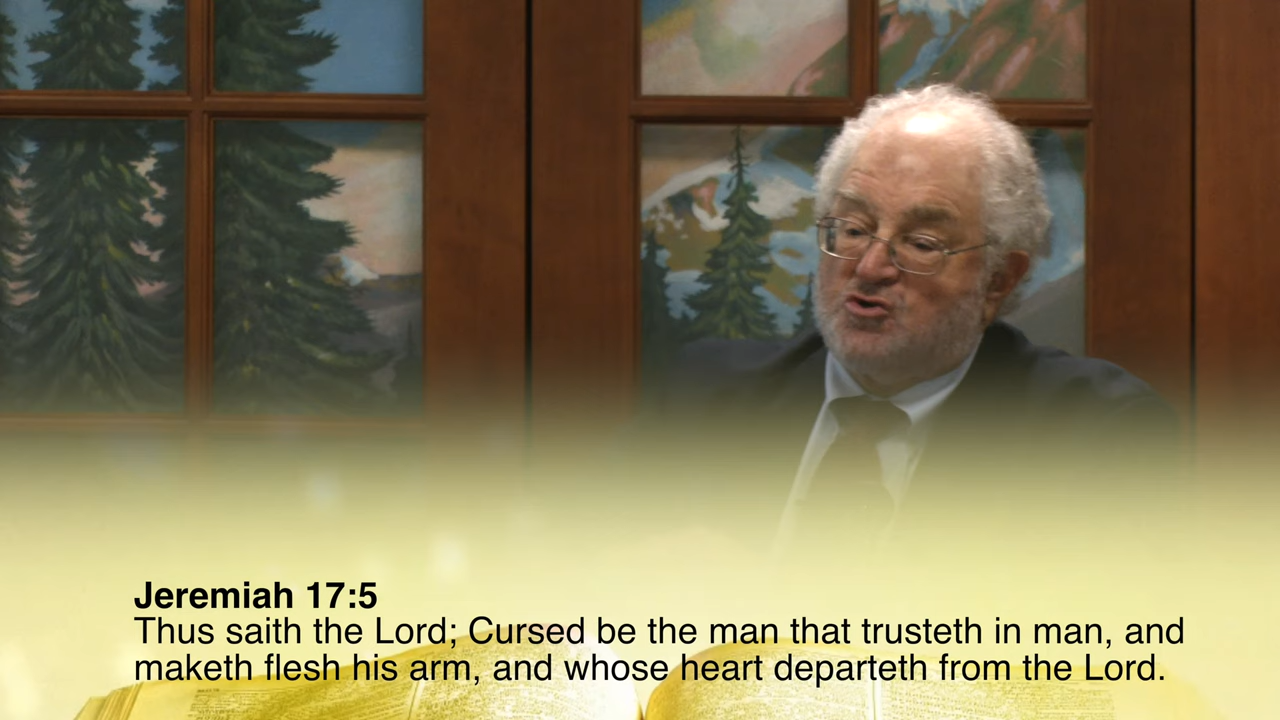 Jeremiah 17:5
Thus saith the Lord; Cursed be the man that trusteth in man, and
maketh flesh his arm, and whose heart departeth from the Lord.